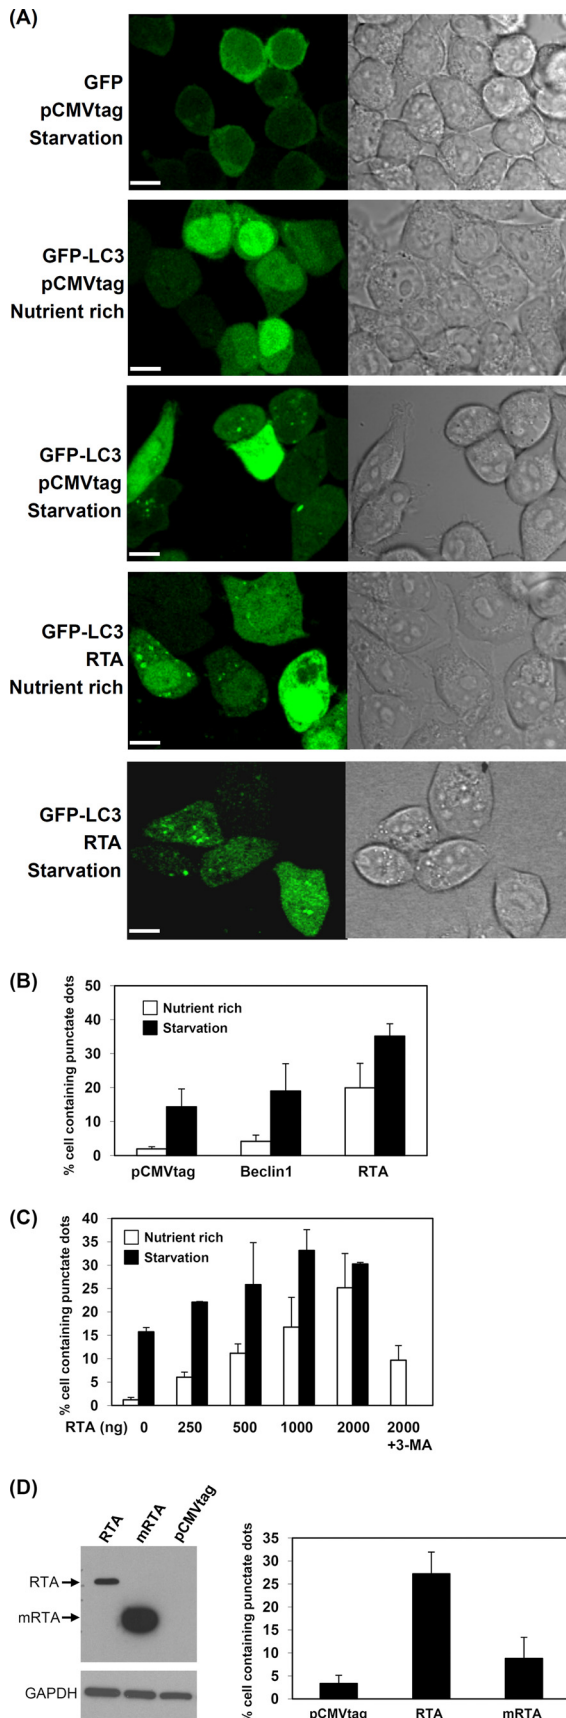 (A)
GFP
pCMVtag
Starvation
GFP-LC3
pCMVtag
Nutrient rich
GFP-LC3
pCMVtag
Starvation
GFP-LC3
RTA
Nutrient rich
GFP-LC3
RTA
Starvation
(B)
% cell containing punctate dots
50
40
30
20
10
0
Nutrient rich
Starvation
pCMVtag Beclin1 RTA
(C)
% cell containing punctate dots
40
35
30
25
20
15
10
5
0
Nutrient rich
Starvation
RTA (ng) 0 250 500 1000 2000 2000
+3-MA
(D)
RTA mRTA pCMVtag
RTA
mRTA
GAPDH
% cell containing punctate dots
35
30
25
20
15
10
5
0
pCMVtag RTA mRTA